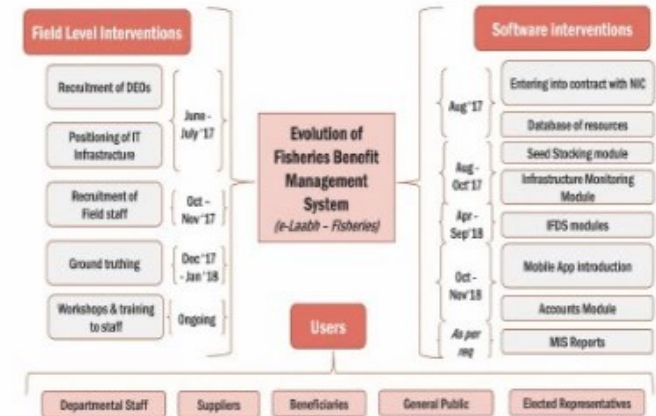 Field Level Interventions
Recruitment of DEOs
Positioning of IT
Infrastructure
June -
July '17
Recruitment of
Field staff
Oct –
Nov '17
Ground truthing
Dec '17
- Jan '18
Workshops & training
to staff
Ongoing
Evolution of
Fisheries Benefit
Management
System
(e-Laabh – Fisheries)
Software interventions
Aug '17
Entering into contract with NIC
Database of resources
Aug -
Oct'17
Seed Stocking module
Infrastructure Monitoring
Module
Apr -
Sep'18
IFDS modules
Oct -
Nov'18
Mobile App introduction
Accounts Module
As per
req
MIS Reports
Users
Departmental Staff
Suppliers
Beneficiaries
General Public
Elected Representatives